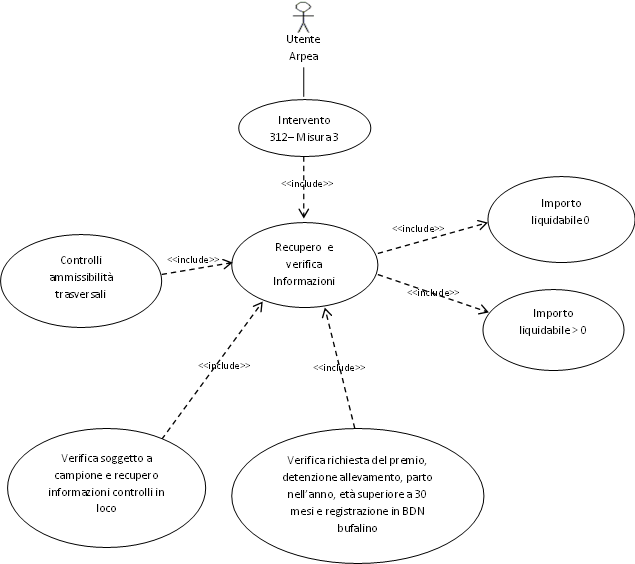 Utente
Arpea
Intervento
312– Misura 3
<<include>>
Importo
liquidabile 0
<<include>>
Recupero e
verifica
Informazioni
Controlli
ammissibilità
trasversali
<<include>>
<<include>>
Importo
liquidabile > 0
<<include>>
<<include>>
Verifica soggetto a
campione e recupero
informazioni controlli in
loco
Verifica richiesta del premio,
detenzione allevamento, parto
nell'anno, età superiore a 30
mesi e registrazione in BDN
bufalino